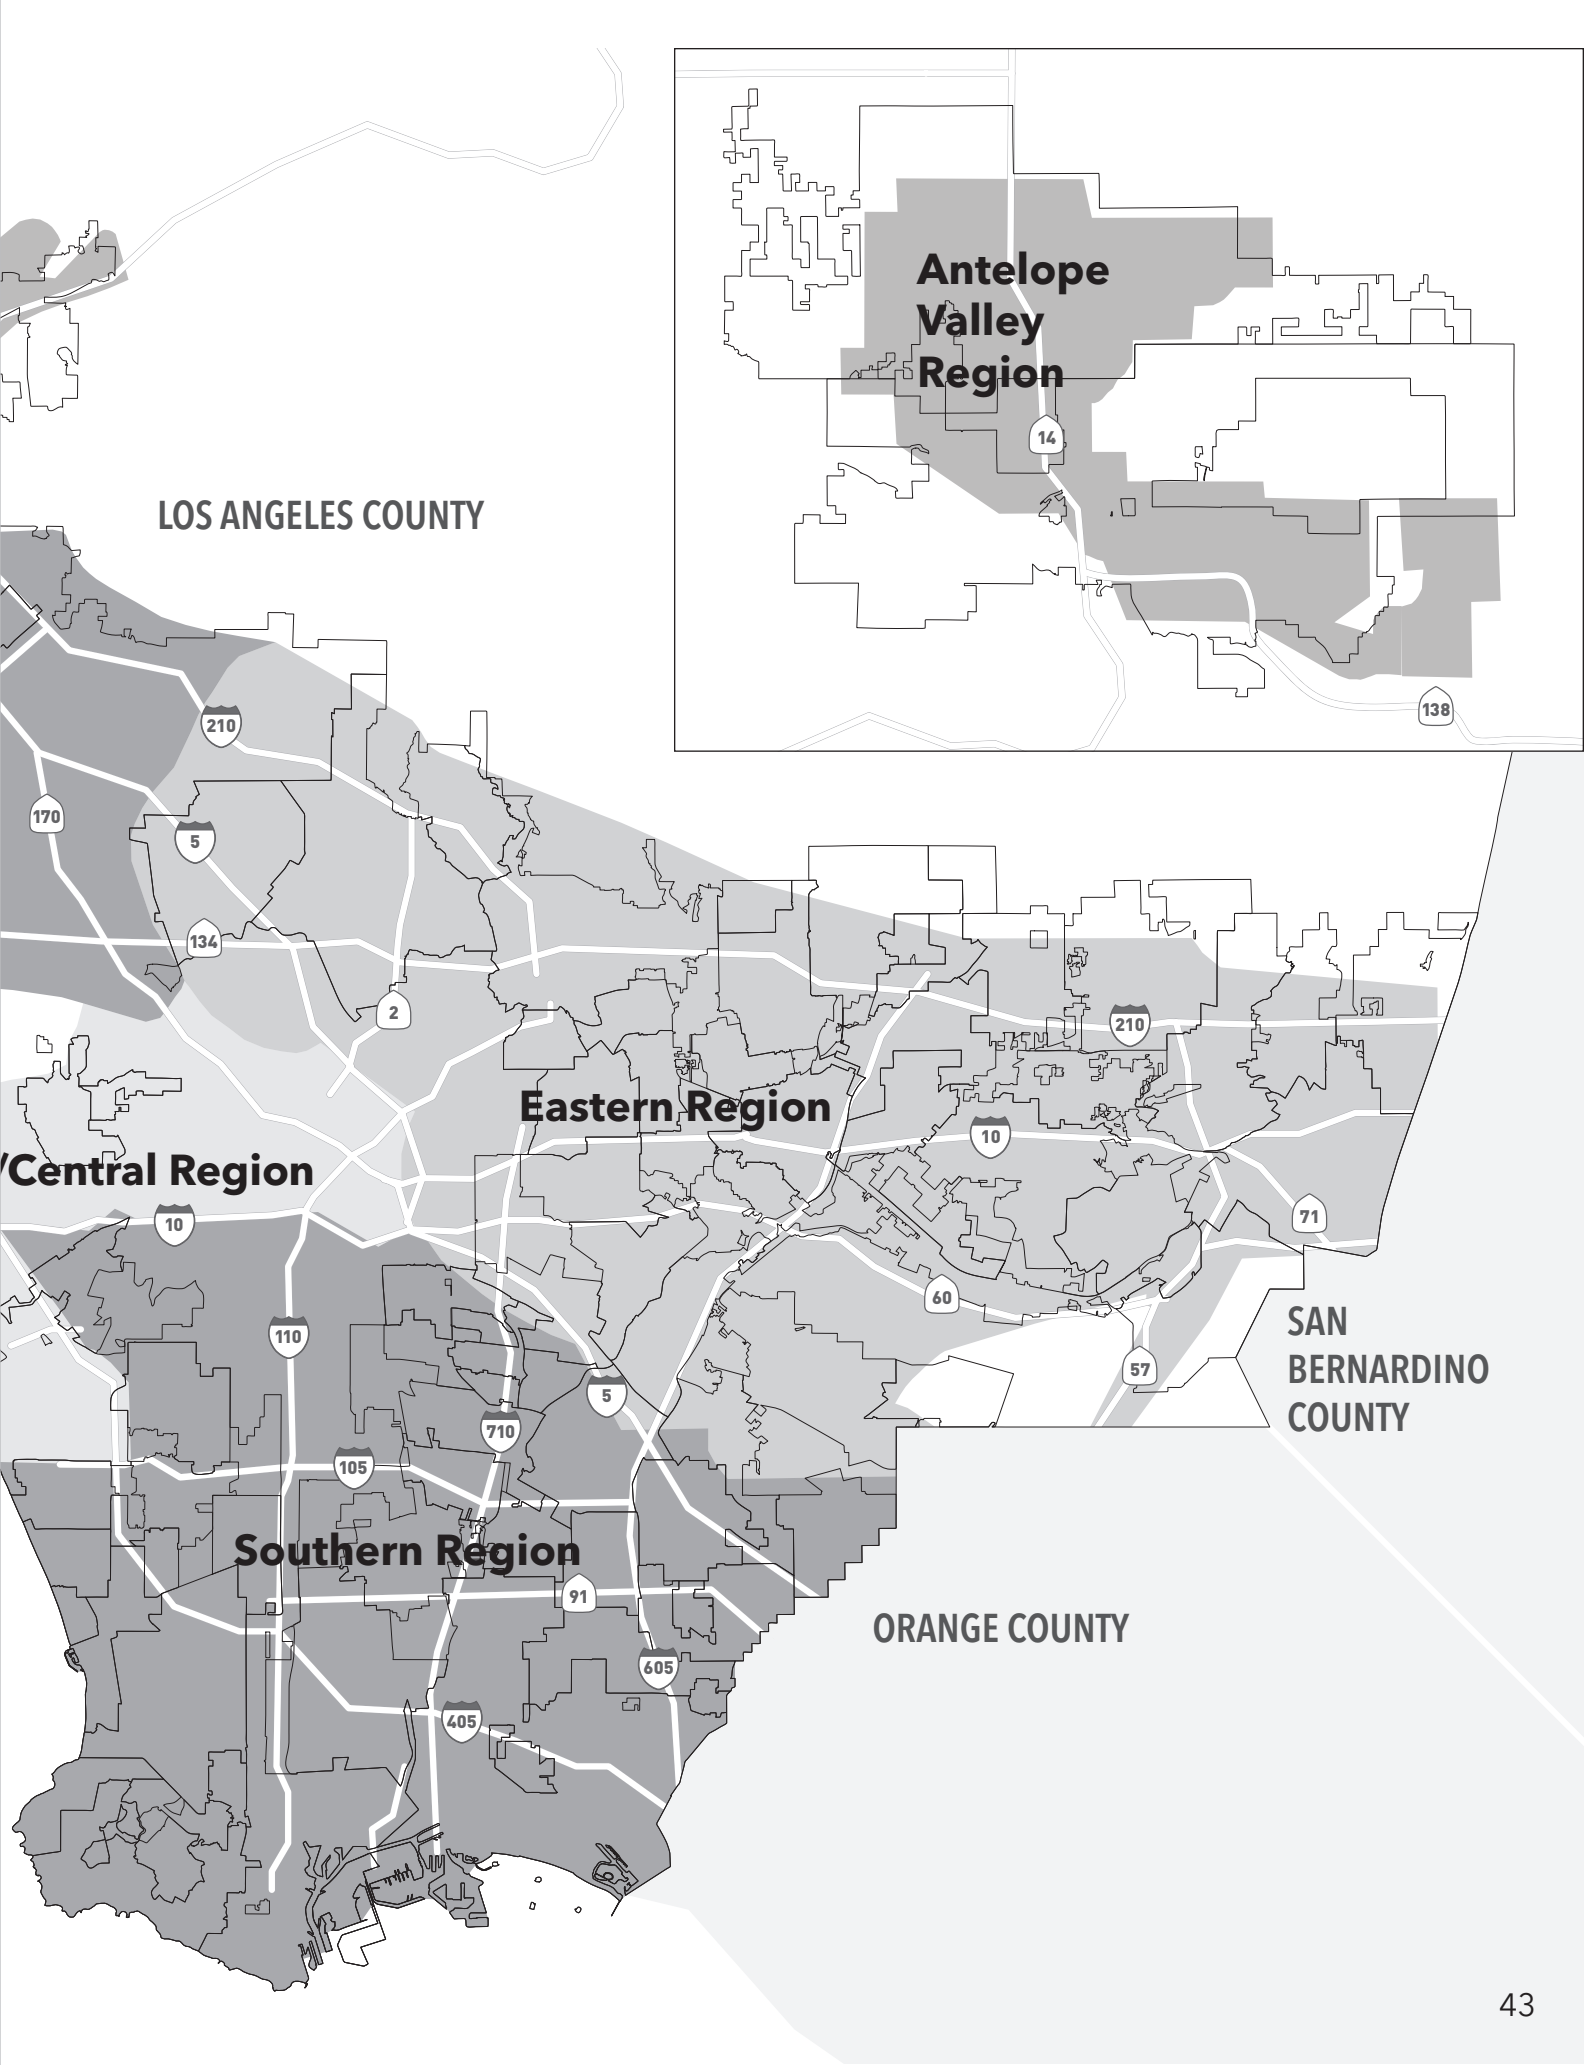 Antelope
Valley
Region
14
138
LOS ANGELES COUNTY
210
170
5
134
2
210
Eastern Region
10
/Central Region
10
71
60
110
57
SAN
BERNARDINO
COUNTY
5
710
105
Southern Region
91
ORANGE COUNTY
605
405
43